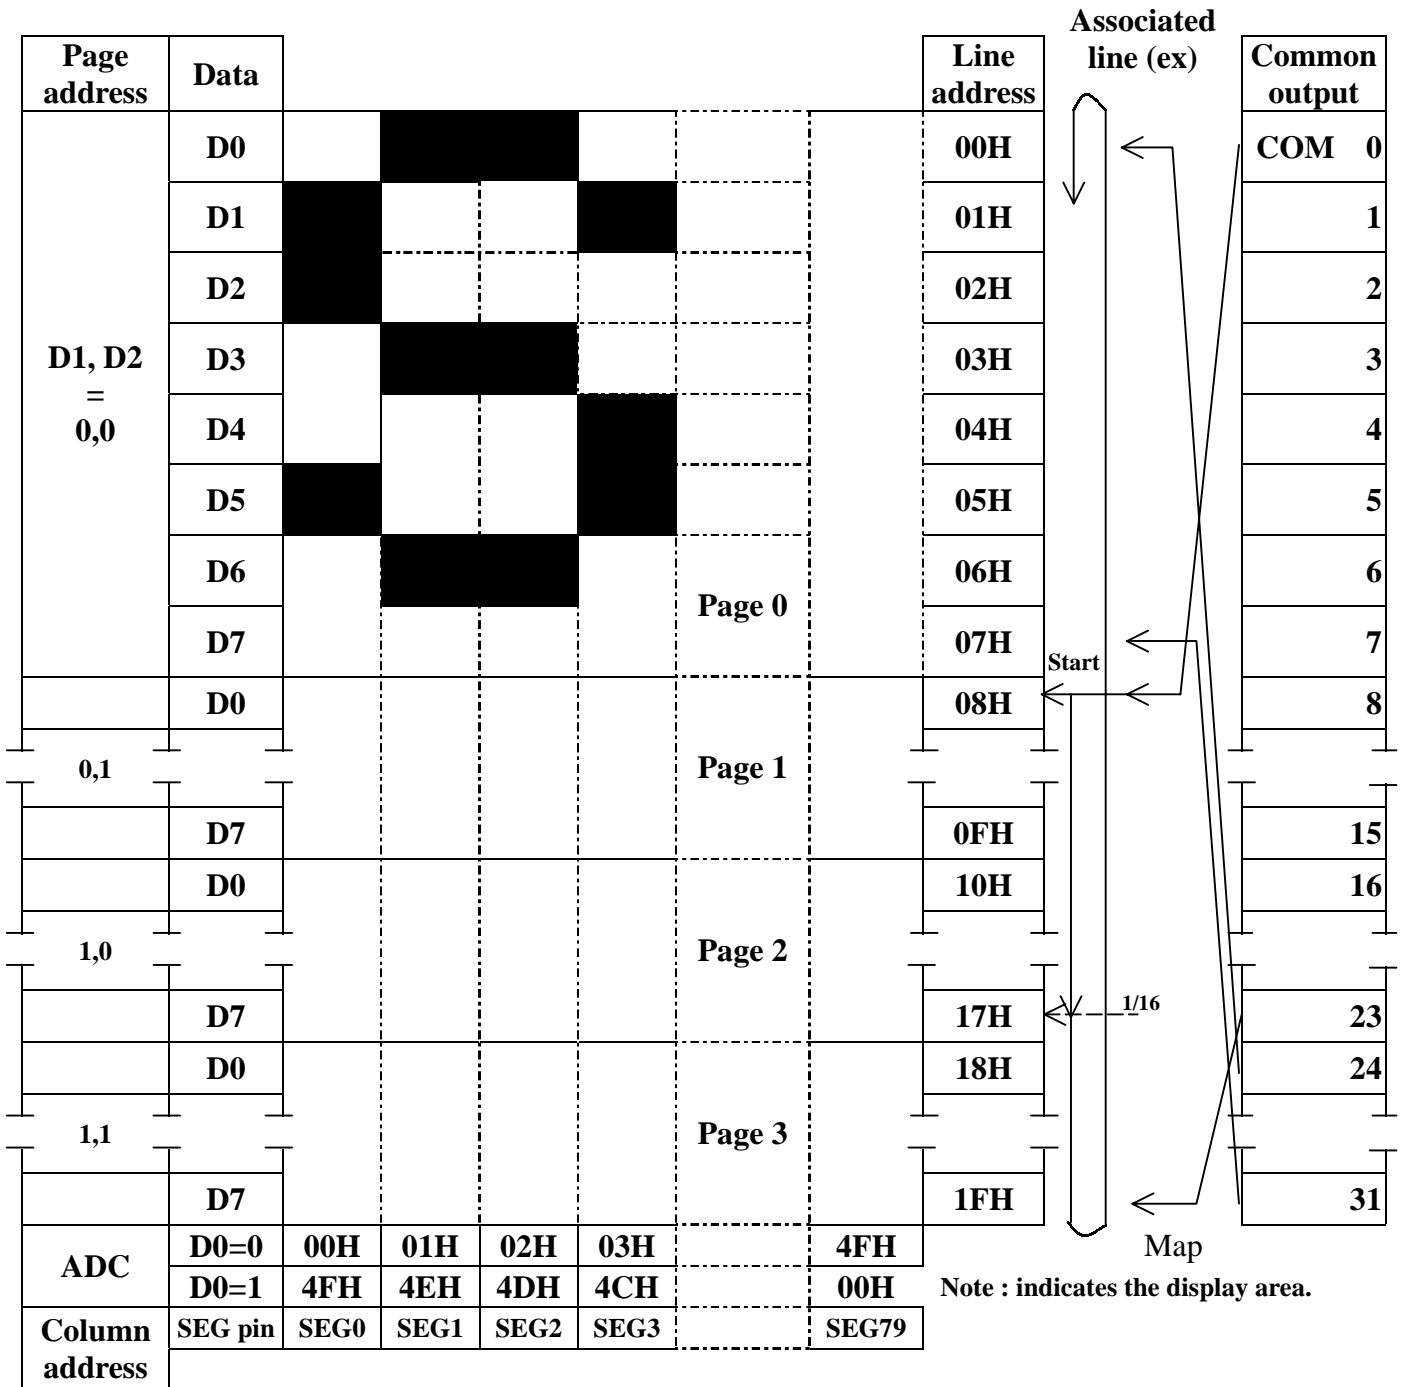 Associated
line (ex)
Page address Data Line address Common output
D0 00H COM 0
D1 01H 1
D2 02H 2
D1, D2 = 0,0 D3 03H 3
D4 04H 4
D5 05H 5
D6 06H 6
Page 0
D7 07H 7
Start
D0 08H 8
0,1 Page 1
D7 0FH 15
D0 10H 16
1,0 Page 2
D7 17H 1/16 23
D0 18H 24
1,1 Page 3
D7 1FH 31
ADC D0=0 00H 01H 02H 03H 4FH Map
D0=1 4FH 4EH 4DH 4CH 00H Note : indicates the display area.
Column address SEG pin SEG0 SEG1 SEG2 SEG3 SEG79